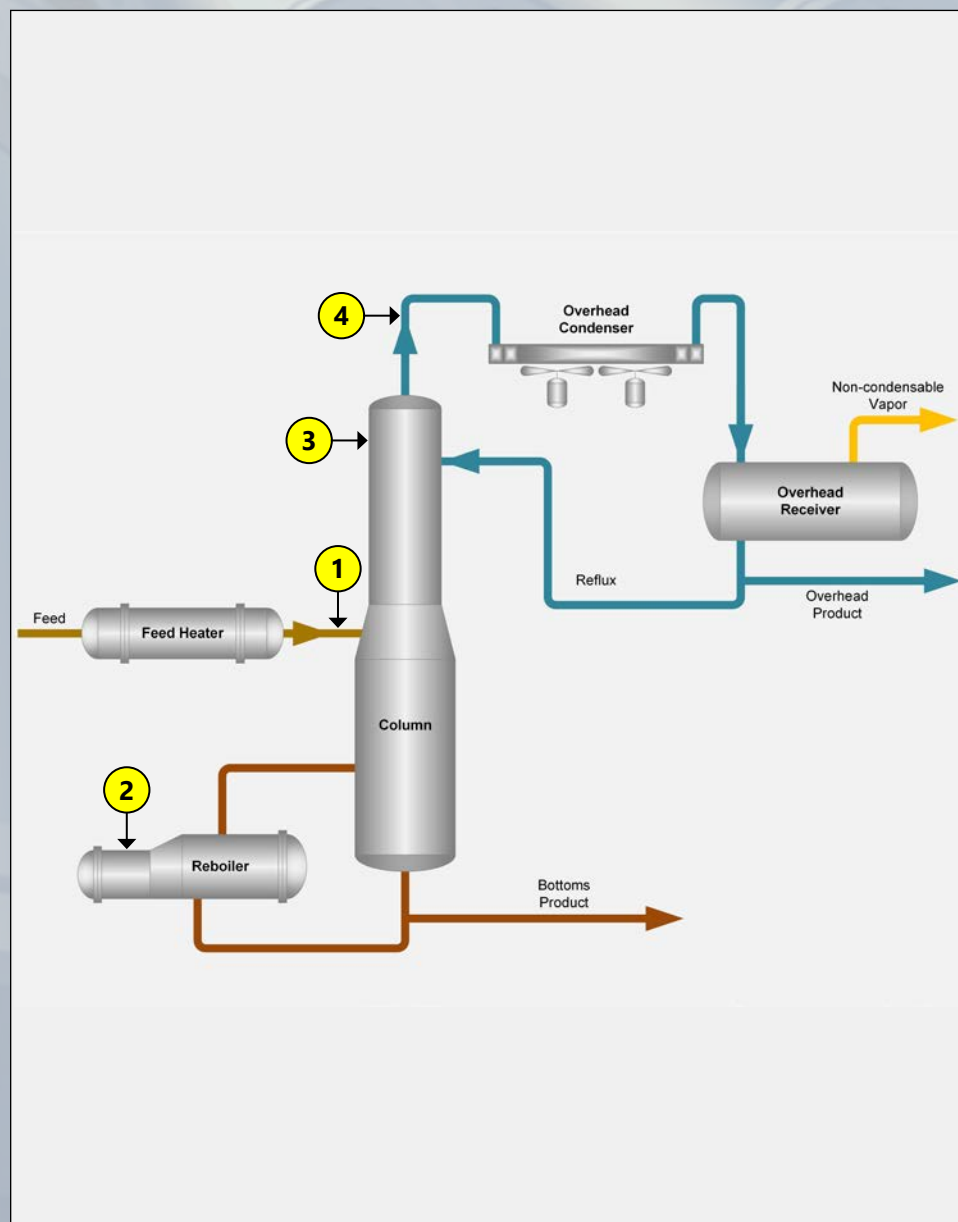 4
Overhead
Condenser
Non-condensable
Vapor
3
Overhead
Receiver
1
Reflux
Overhead
Product
Feed
Feed Heater
Column
2
Reboiler
Bottoms
Product